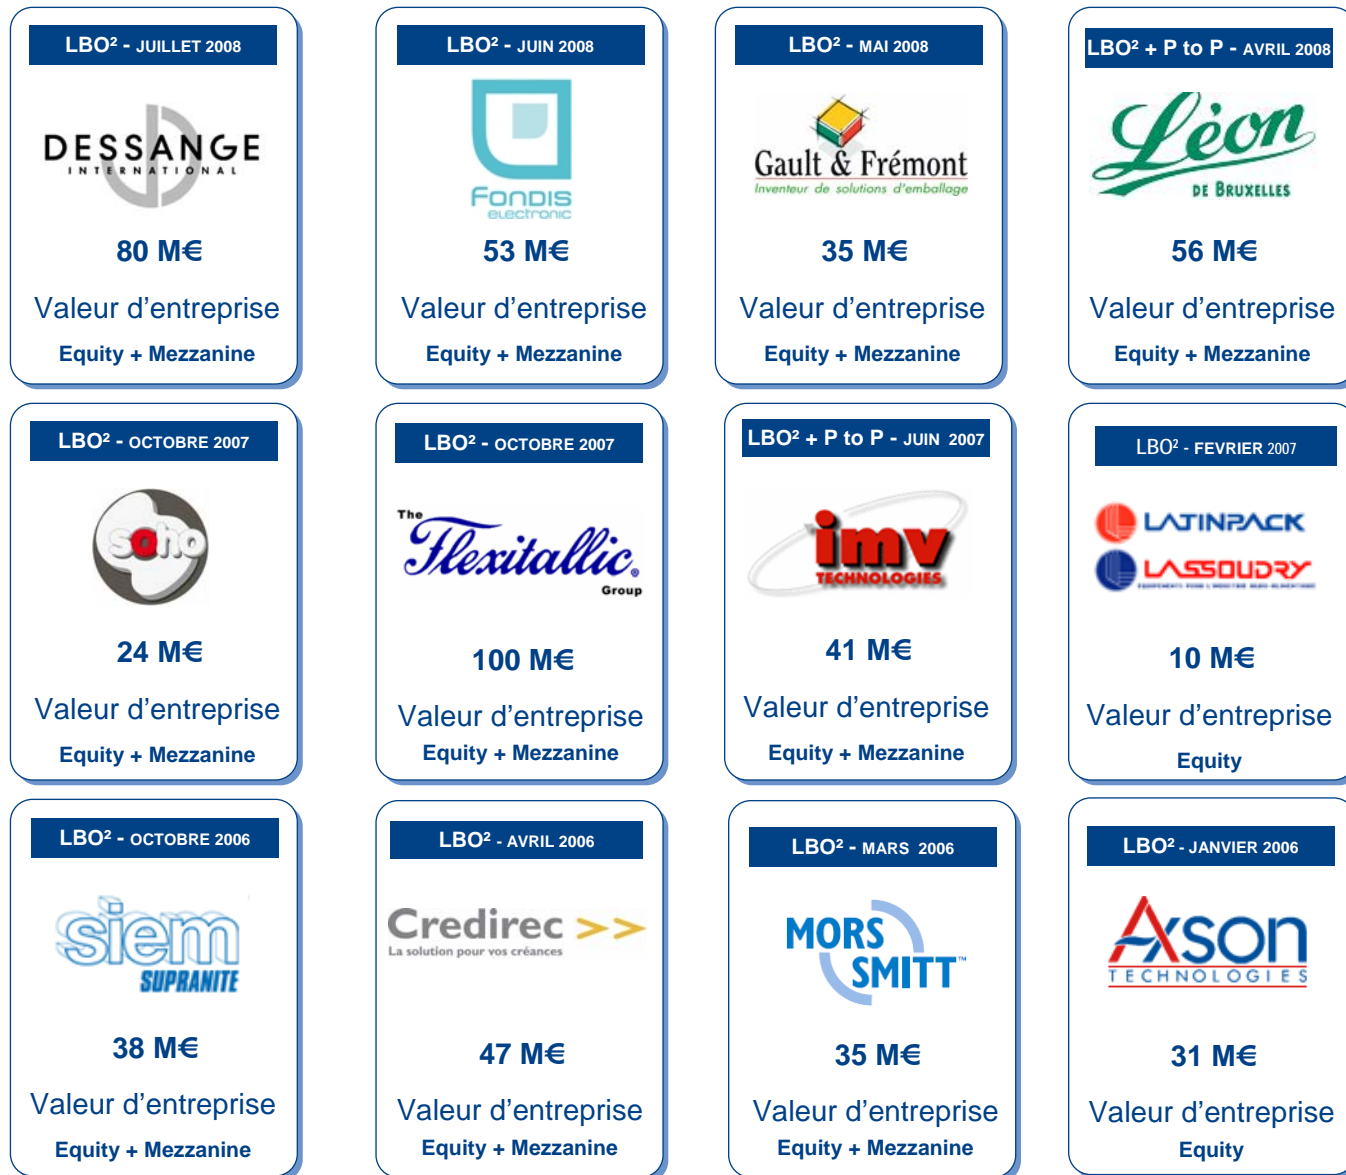 LBO² - JUILLET 2008
DESSANGE
INTERNATIONAL
80 M€
Valeur d'entreprise
Equity + Mezzanine
LBO² - JUIN 2008
FONDIS
electronic
53 M€
Valeur d'entreprise
Equity + Mezzanine
LBO² - MAI 2008
Gault & Frémont
Inventeur de solutions d'emballage
35 M€
Valeur d'entreprise
Equity + Mezzanine
LBO² + P to P - AVRIL 2008
Léon
DE BRUXELLES
56 M€
Valeur d'entreprise
Equity + Mezzanine
LBO² - OCTOBRE 2007
soho
24 M€
Valeur d'entreprise
Equity + Mezzanine
LBO² - OCTOBRE 2007
The
Flexitallic®
Group
100 M€
Valeur d'entreprise
Equity + Mezzanine
LBO² + P to P - JUIN 2007
imv
TECHNOLOGIES
41 M€
Valeur d'entreprise
Equity + Mezzanine
LBO² - FEVRIER 2007
LATINPACK
LASSOUDRY
EQUIPEMENTS POUR L'INDUSTRIE AGRO-ALIMENTAIRE
10 M€
Valeur d'entreprise
Equity
LBO² - OCTOBRE 2006
siem
SUPRANITE
38 M€
Valeur d'entreprise
Equity + Mezzanine
LBO² - AVRIL 2006
Credirec >>
La solution pour vos créances
47 M€
Valeur d'entreprise
Equity + Mezzanine
LBO² - MARS 2006
MORS
SMITT™
35 M€
Valeur d'entreprise
Equity + Mezzanine
LBO² - JANVIER 2006
AXSON
TECHNOLOGIES
31 M€
Valeur d'entreprise
Equity